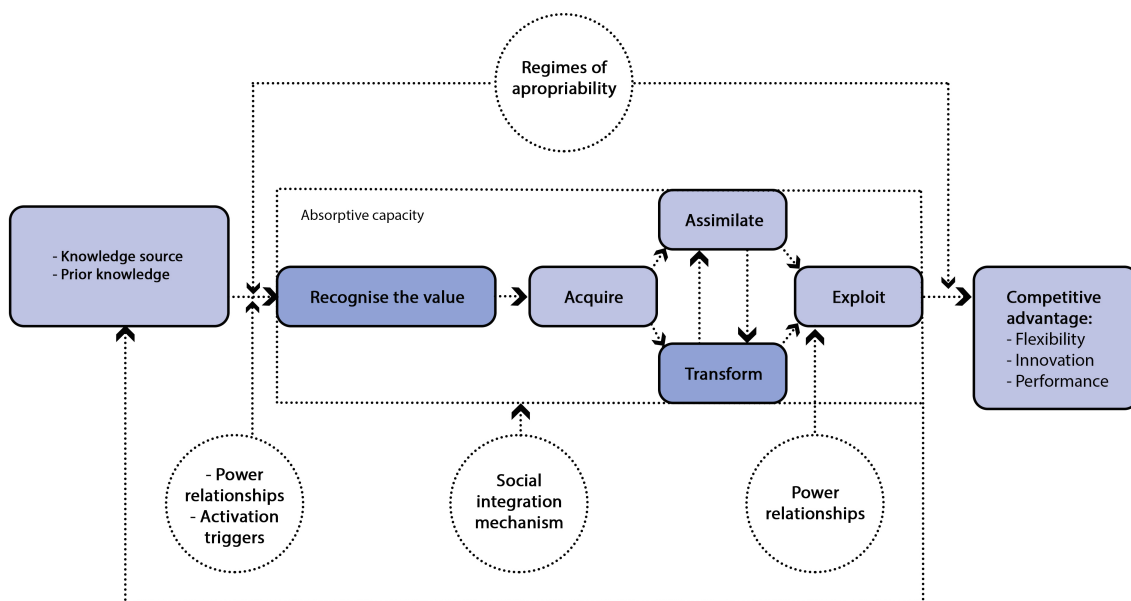 Regimes of
apropriability
Absorptive capacity
Assimilate
- Knowledge source
- Prior knowledge
Recognise the value
Acquire
Exploit
Competitive
advantage:
- Flexibility
- Innovation
- Performance
Transform
- Power
relationships
- Activation
triggers
Social
integration
mechanism
Power
relationships